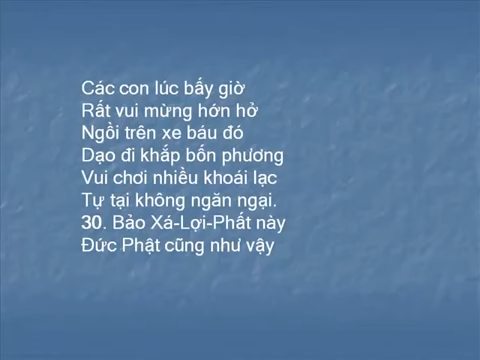 Các con lúc bấy giờ
Rất vui mừng hớn hở
Ngồi trên xe báu đó
Dạo đi khắp bốn phương
Vui chơi nhiều khoái lạc
Tự tại không ngăn ngại.
30. Bảo Xá-Lợi-Phất này
Đức Phật cũng như vậy